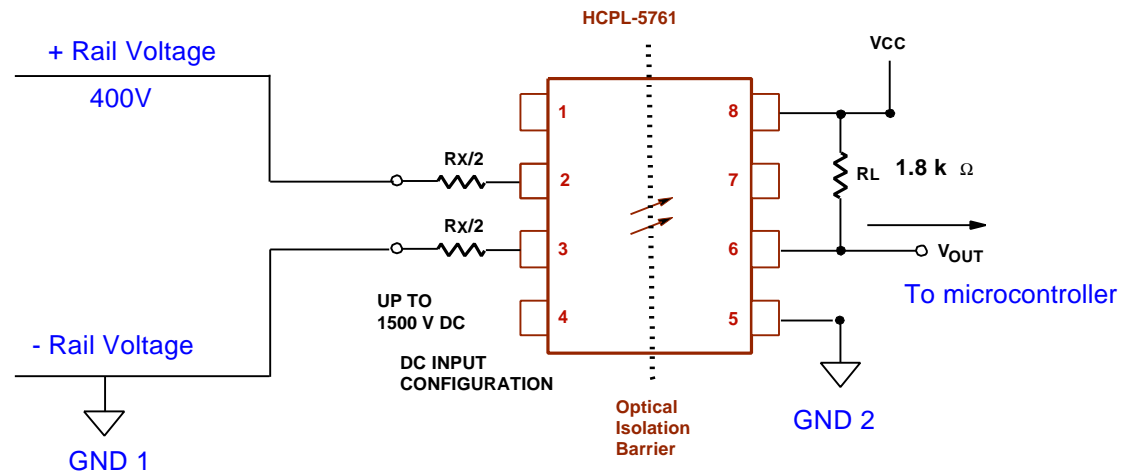 HCPL-5761
+ Rail Voltage
400V
VCC
1
8
RX/2
2
7
RL 1.8 k Ω
RX/2
3
6
VOUT
To microcontroller
UP TO
1500 V DC
4
5
- Rail Voltage
DC INPUT
CONFIGURATION
Optical
Isolation
Barrier
GND 2
GND 1